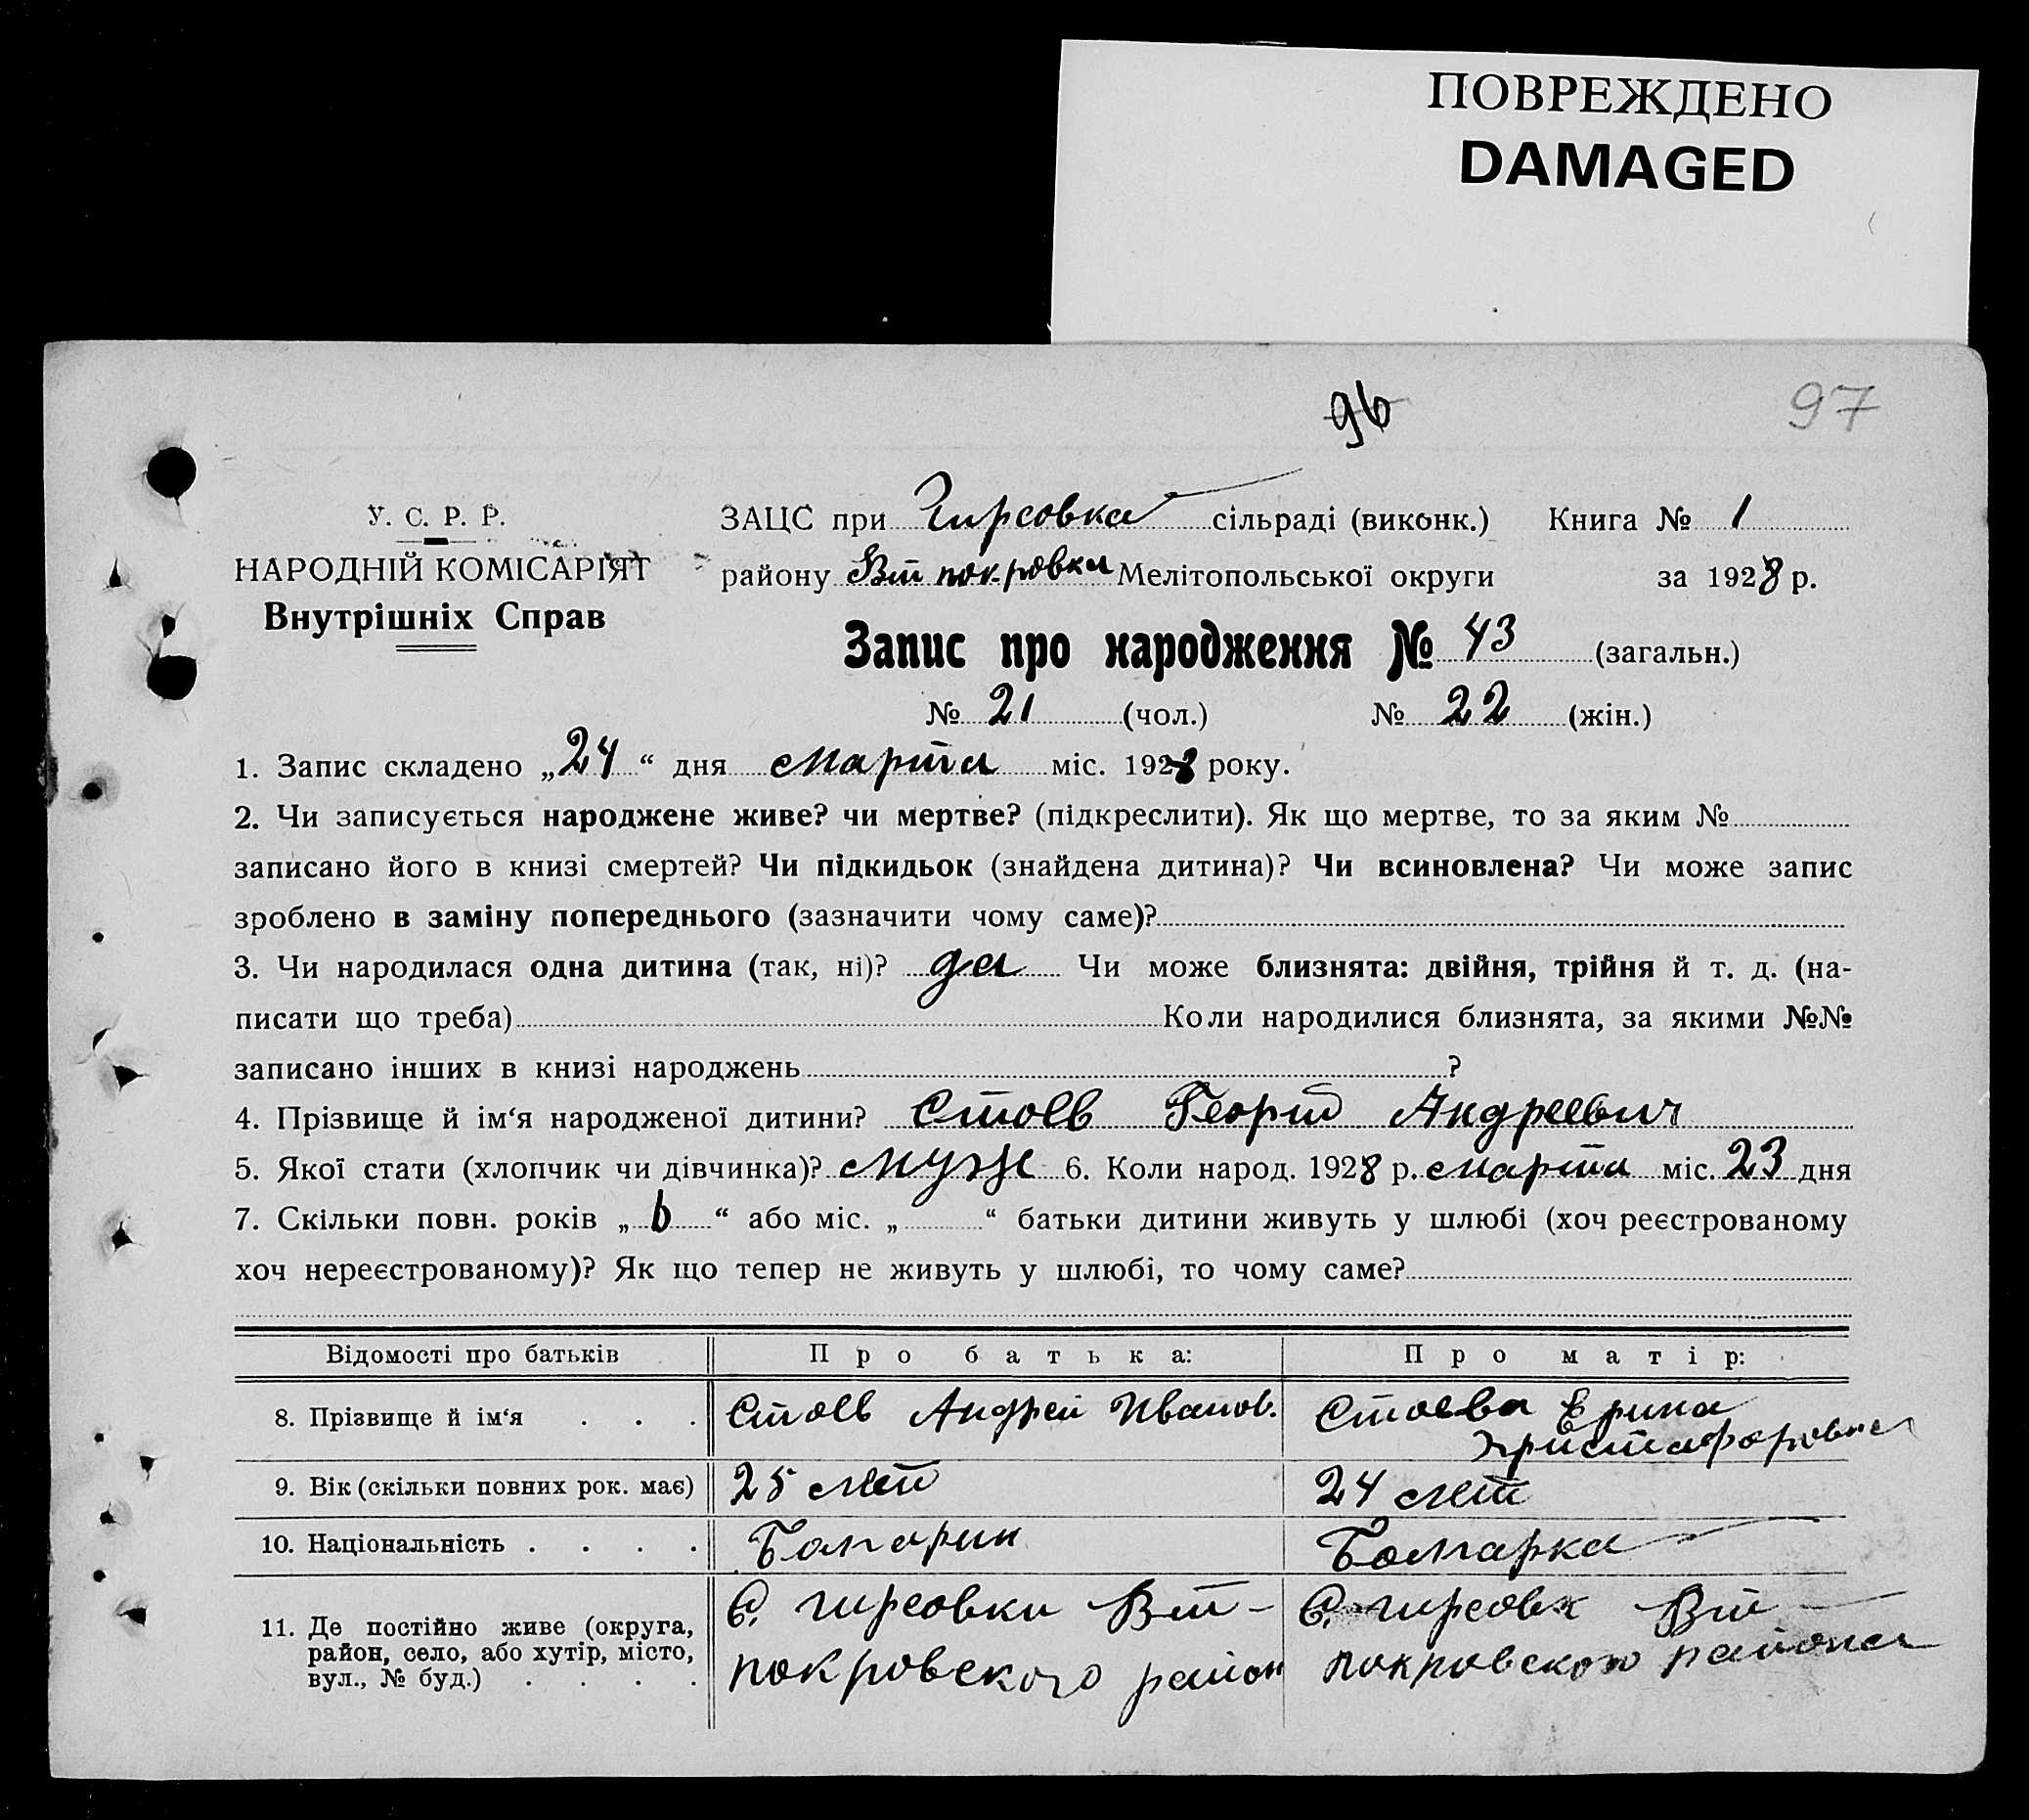 ПОВРЕЖДЕНО
DAMAGED
96
97
У. С. Р. Р.
НАРОДНІЙ КОМІСАРІЯТ
Внутрішніх Справ
ЗАЦС при Гирсовка сільраді (виконк.) Книга № 1
району Вт покровка Мелітопольської округи за 1928 р.
Запис про народження № 43 (загальн.)
№ 21 (чол.) № 22 (жін.)
1. Запис складено „24“ дня марта міс. 1928 року.
2. Чи записується народжене живе? чи мертве? (підкреслити). Як що мертве, то за яким №
записано його в книзі смертей? Чи підкидьок (знайдена дитина)? Чи всиновлена? Чи може запис
зроблено в заміну попереднього (зазначити чому саме)?
3. Чи народилася одна дитина (так, ні)? да Чи може близнята: двійня, трійня й т. д. (на-
писати що треба) Коли народилися близнята, за якими №№
записано інших в книзі народжень ?
4. Прізвище й ім‘я народженої дитини? Стоев Георги Андреевич
5. Якої стати (хлопчик чи дівчинка)? муж 6. Коли народ. 1928 р. марта міс. 23 дня
7. Скільки повн. років „6“ або міс. „ “ батьки дитини живуть у шлюбі (хоч реєстрованому
хоч нереєстрованому)? Як що тепер не живуть у шлюбі, то чому саме?
Відомості про батьків Про батька: Про матір:
8. Прізвище й ім‘я . . . Стоев Андрей Иванов. Стоева Ерина Христофоровна
9. Вік (скільки повних рок. має) 25 лет 24 лет
10. Національність . . . . Болгарин Болгарка
11. Де постійно живе (округа, район, село, або хутір, місто, вул., № буд.) . . . .
С. гирсовки Вт-
покровского район
С. гирсовк Вт-
покровского района